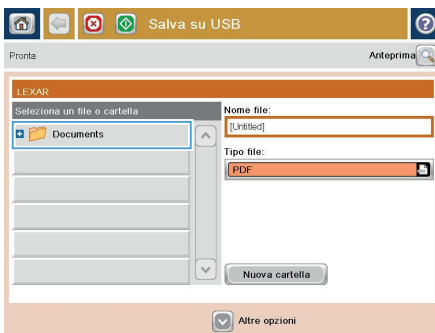 Salva su USB
Pronta
Anteprima
LEXAR
Seleziona un file o cartella
Documents
Nome file:
[Untitled]
Tipo file:
PDF
Nuova cartella
Altre opzioni